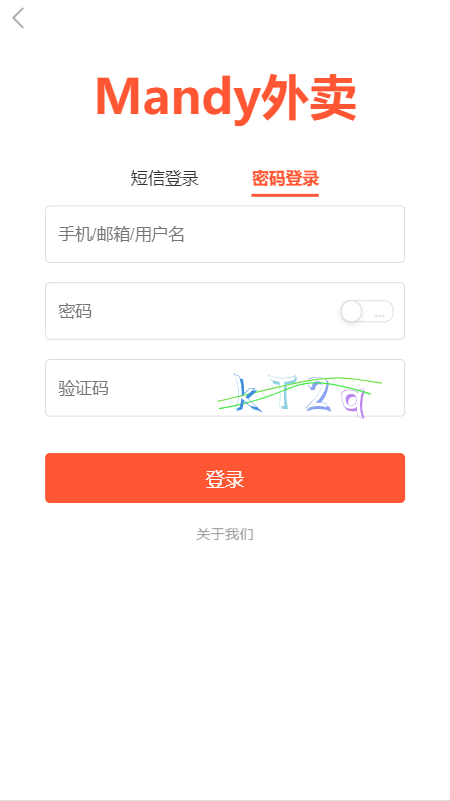 Mandy外卖
短信登录 密码登录
手机/邮箱/用户名
密码 ...
验证码 kT2q
登录
关于我们